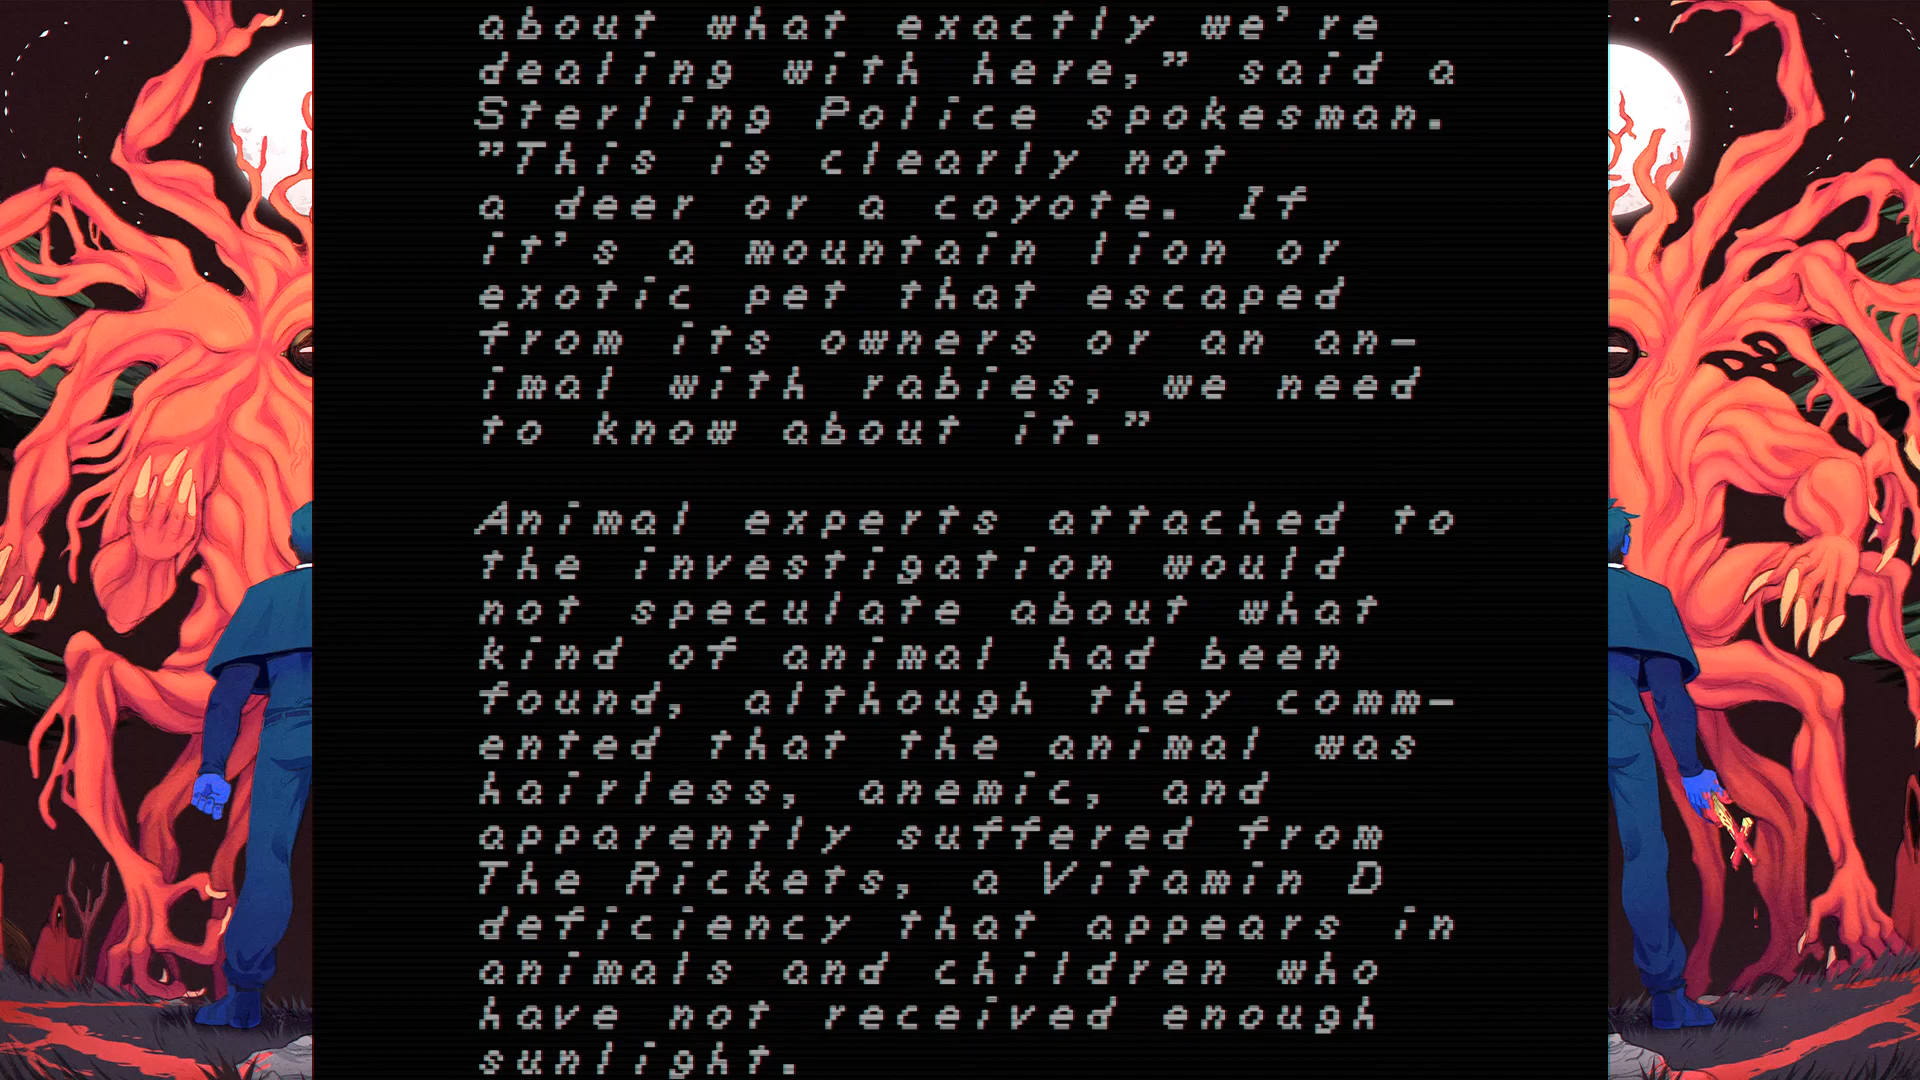 about what exactly we're
dealing with here," said a
Sterling Police spokesman.
"This is clearly not
a deer or a coyote. If
it's a mountain lion or
exotic pet that escaped
from its owners or an an-
imal with rabies, we need
to know about it."
Animal experts attached to
the investigation would
not speculate about what
kind of animal had been
found, although they comm-
ented that the animal was
hairless, anemic, and
apparently suffered from
The Rickets, a Vitamin D
deficiency that appears in
animals and children who
have not received enough
sunlight.